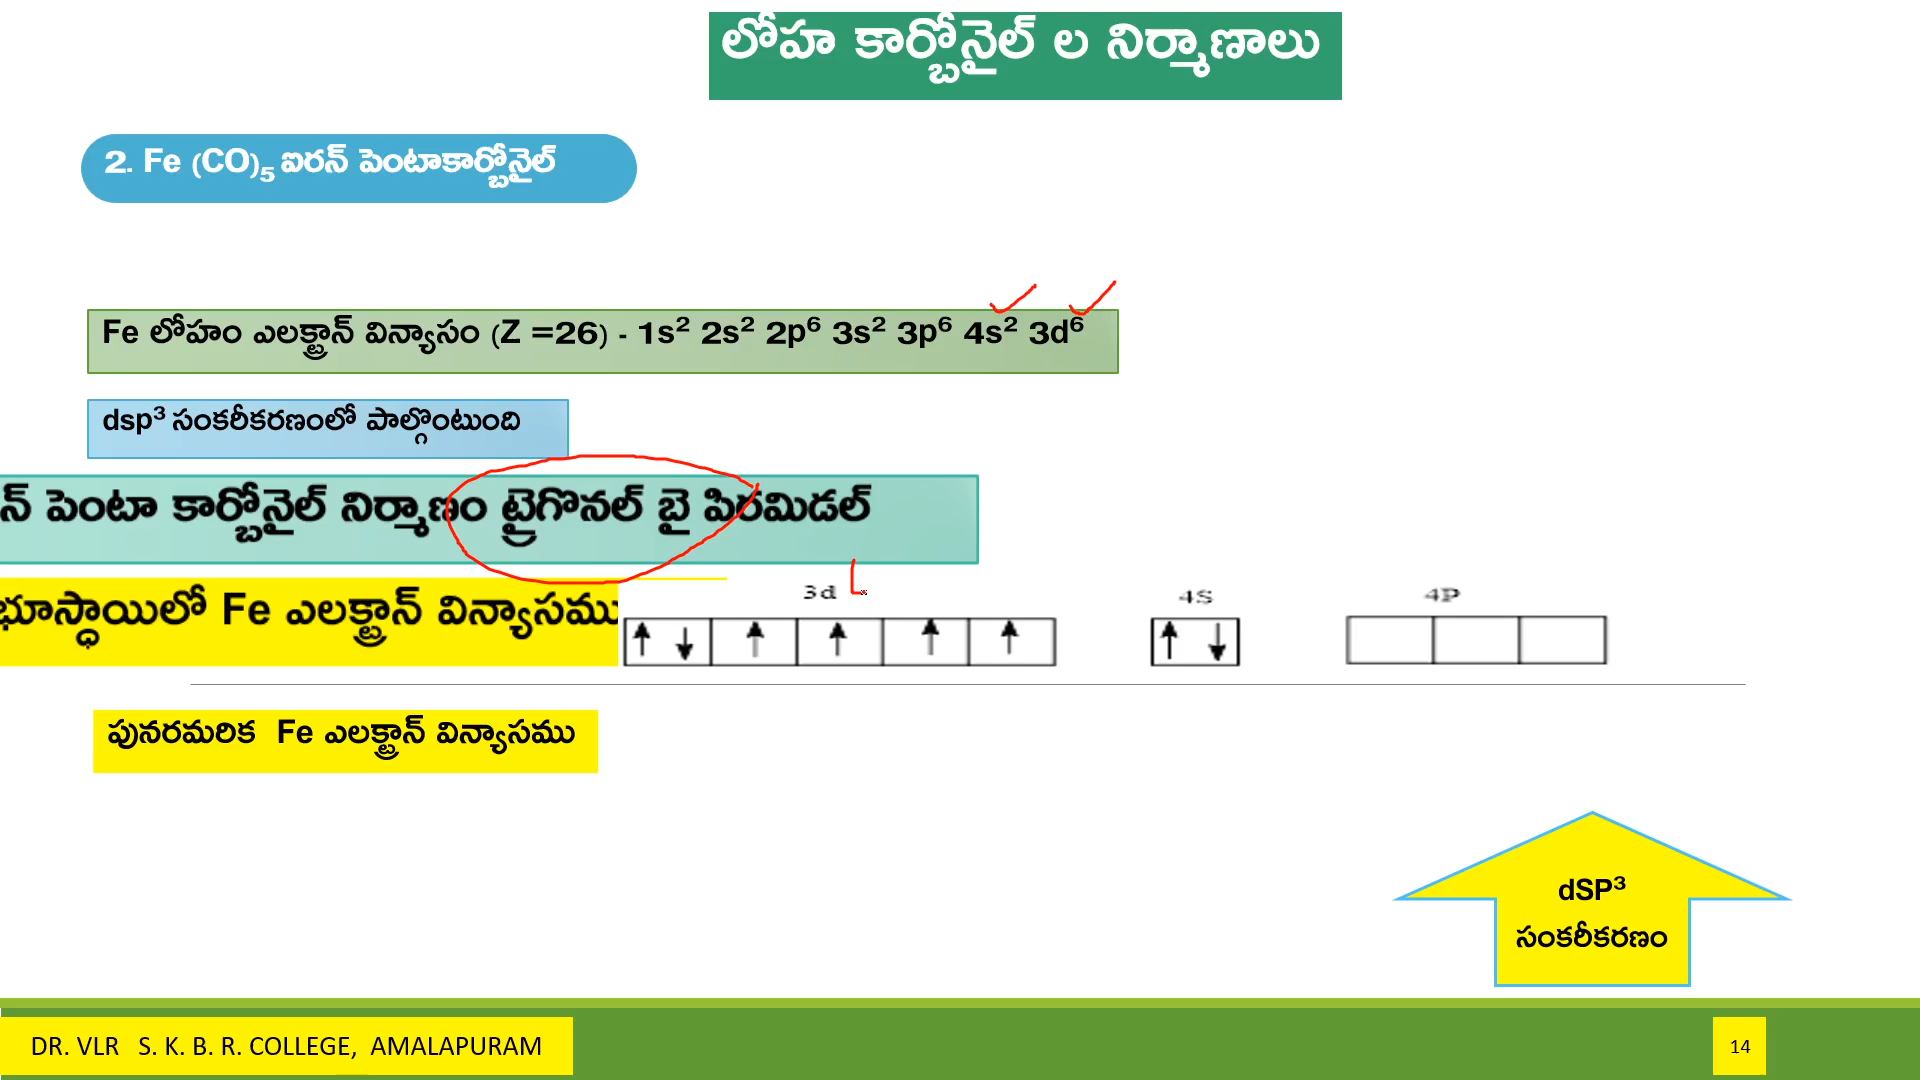 లోహ కార్బోనైల్ ల నిర్మాణాలు
2. Fe (CO)₅ ఐరన్ పెంటాకార్బోనైల్
Fe లోహం ఎలక్ట్రాన్ విన్యాసం (Z =26) - 1s² 2s² 2p⁶ 3s² 3p⁶ 4s² 3d⁶
dsp³ సంకరీకరణంలో పాల్గొంటుంది
న్ పెంటా కార్బోనైల్ నిర్మాణం ట్రైగొనల్ బై పిరమిడల్
భూస్ధాయిలో Fe ఎలక్ట్రాన్ విన్యాసము
3d 4S 4P
పునరమరిక Fe ఎలక్ట్రాన్ విన్యాసము
dSP³
సంకరీకరణం
DR. VLR S. K. B. R. COLLEGE, AMALAPURAM
14